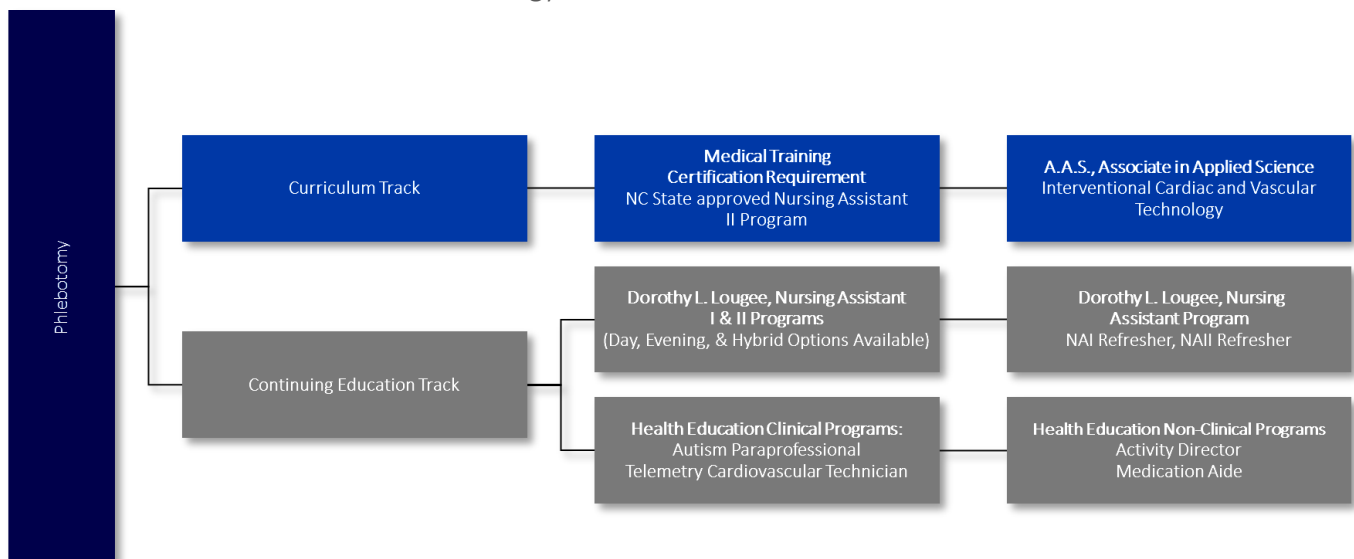 Phlebotomy
Curriculum Track
Medical Training
Certification Requirement
NC State approved Nursing Assistant
II Program
A.A.S., Associate in Applied Science
Interventional Cardiac and Vascular
Technology
Continuing Education Track
Dorothy L. Lougee, Nursing Assistant
I & II Programs
(Day, Evening, & Hybrid Options Available)
Dorothy L. Lougee, Nursing
Assistant Program
NAI Refresher, NAII Refresher
Health Education Clinical Programs:
Autism Paraprofessional
Telemetry Cardiovascular Technician
Health Education Non-Clinical Programs
Activity Director
Medication Aide